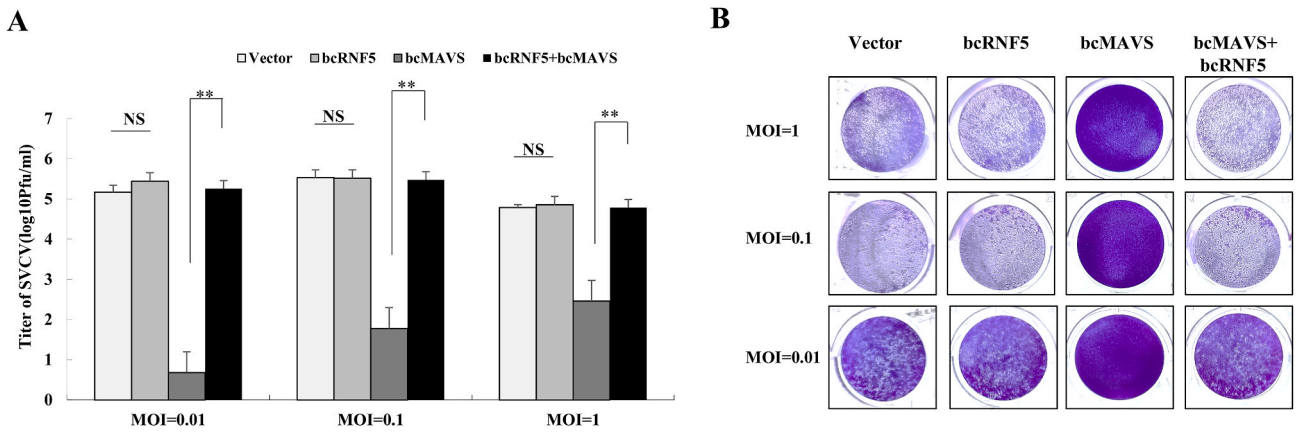 A
Vector bcRNF5 bcMAVS bcRNF5+bcMAVS
Titer of SVCV(log10Pfu/ml)
7
6
5
4
3
2
1
0
NS
**
NS
**
NS
**
MOI=0.01
MOI=0.1
MOI=1
B
Vector
bcRNF5
bcMAVS
bcMAVS+
bcRNF5
MOI=1
MOI=0.1
MOI=0.01